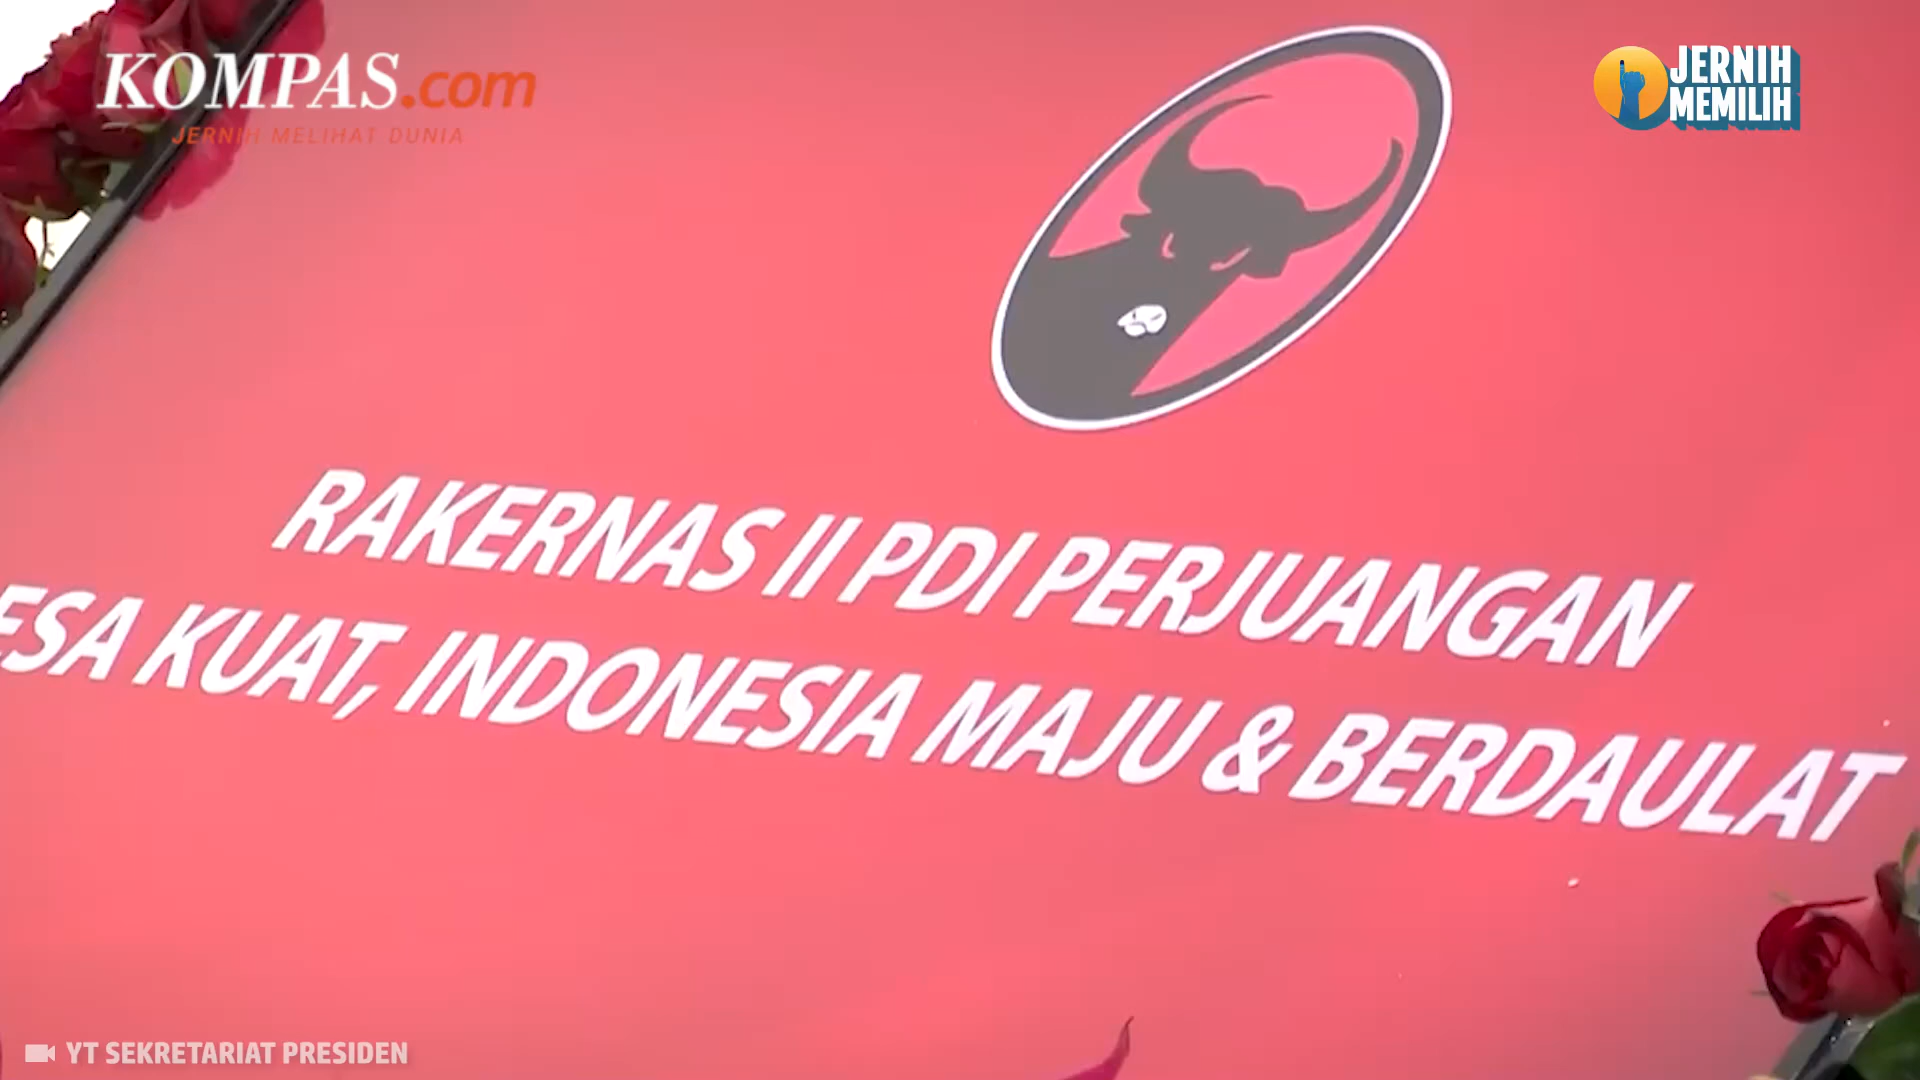 KOMPAS.com
JERNIH MELIHAT DUNIA
JERNIH
MEMILIH
RAKERNAS II PDI PERJUANGAN
ESA KUAT, INDONESIA MAJU & BERDAULAT
YT SEKRETARIAT PRESIDEN